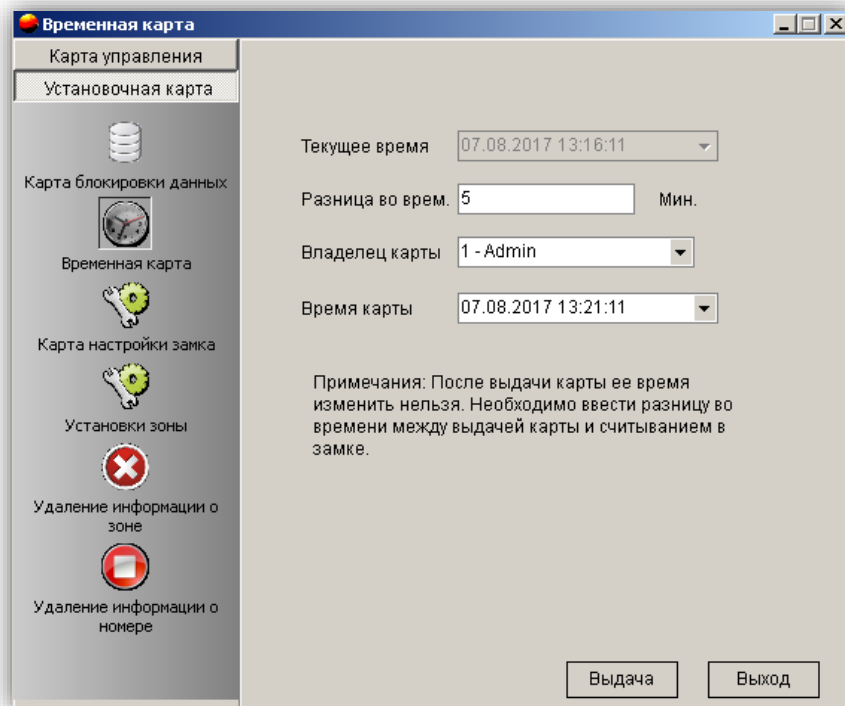 Временная карта
Карта управления
Установочная карта
Карта блокировки данных
Временная карта
Карта настройки замка
Установки зоны
Удаление информации о
зоне
Удаление информации о
номере
Текущее время 07.08.2017 13:16:11
Разница во врем. 5 Мин.
Владелец карты 1 - Admin
Время карты 07.08.2017 13:21:11
Примечания: После выдачи карты ее время
изменить нельзя. Необходимо ввести разницу во
времени между выдачей карты и считыванием в
замке.
Выдача Выход